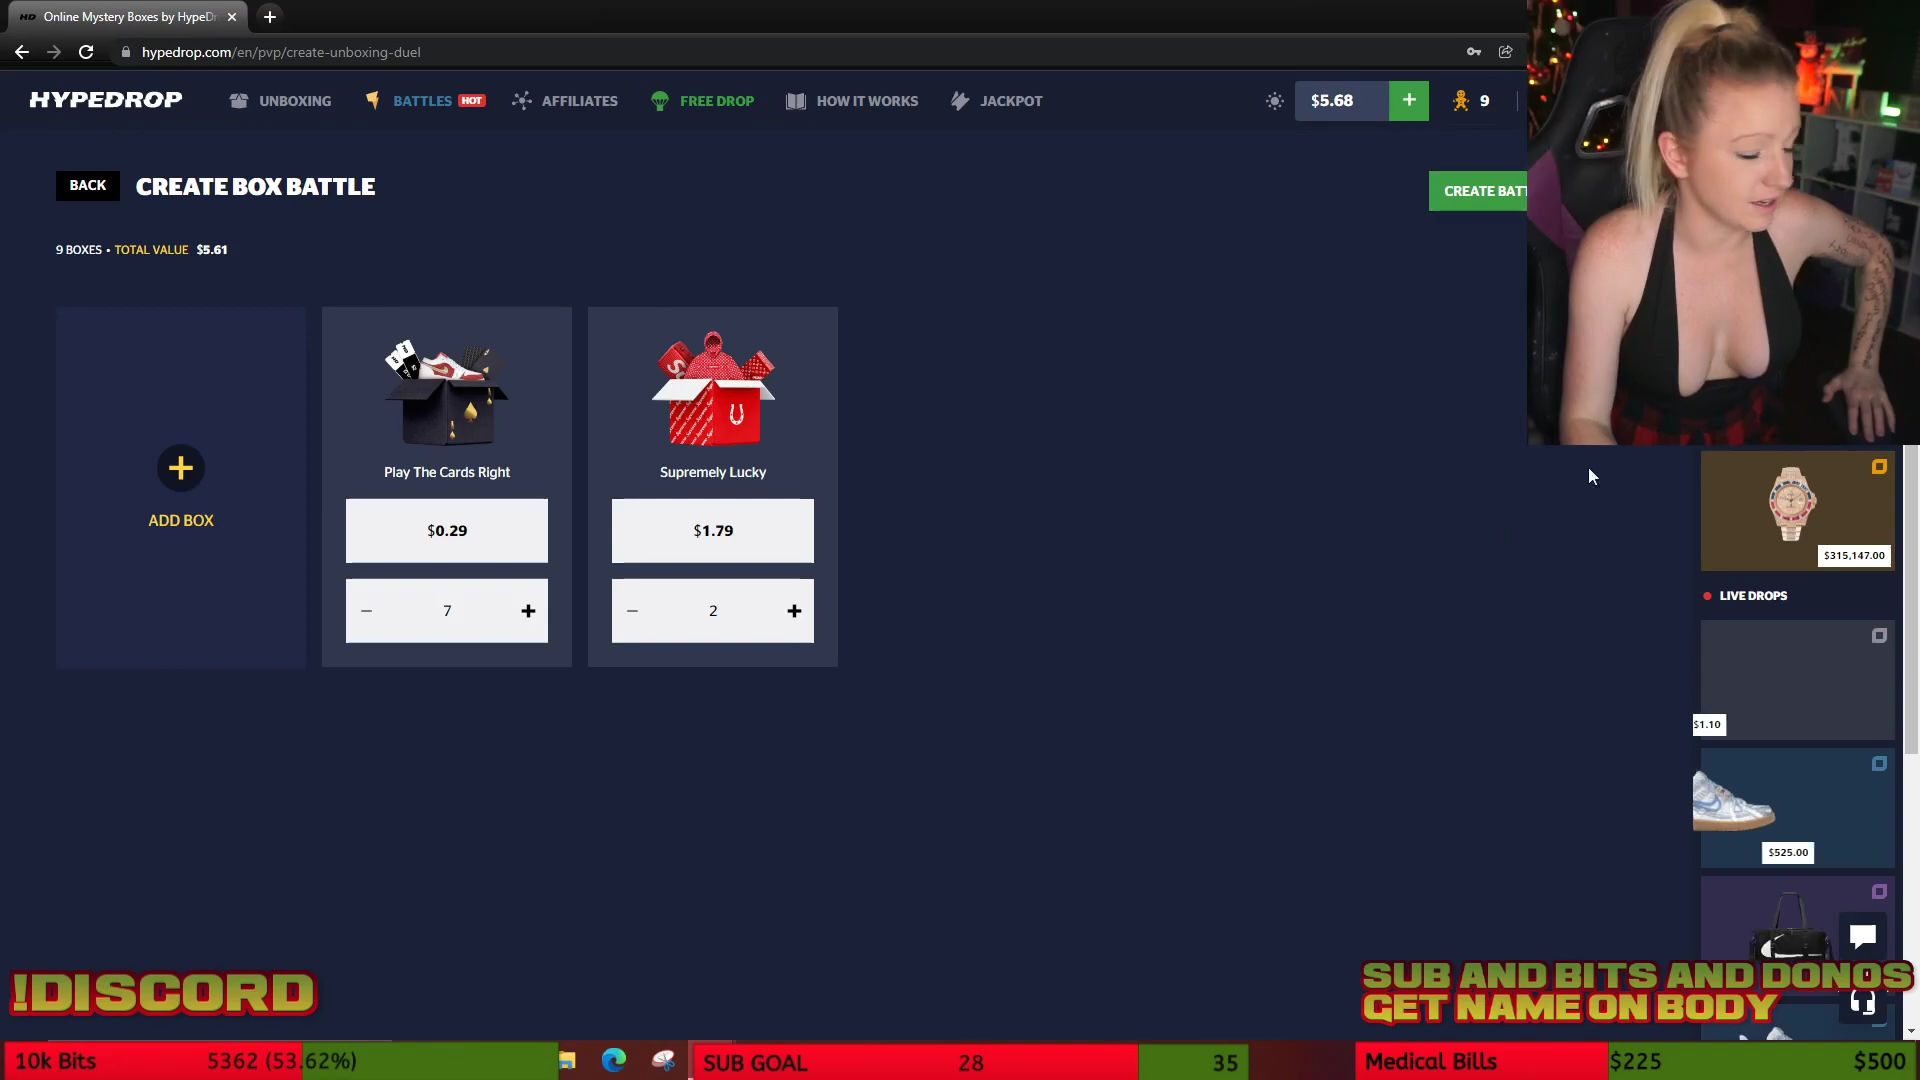 Online Mystery Boxes by HypeDr
hypedrop.com/en/pvp/create-unboxing-duel
HYPEDROP
UNBOXING
BATTLES HOT
AFFILIATES
FREE DROP
HOW IT WORKS
JACKPOT
$5.68
9
BACK
CREATE BOX BATTLE
CREATE BATT
9 BOXES • TOTAL VALUE $5.61
ADD BOX
Play The Cards Right
$0.29
7
Supremely Lucky
$1.79
2
$315,147.00
LIVE DROPS
$1.10
$525.00
!DISCORD
SUB AND BITS AND DONOS
GET NAME ON BODY
10k Bits 5362 (53.62%)
SUB GOAL 28 35
Medical Bills $225 $500